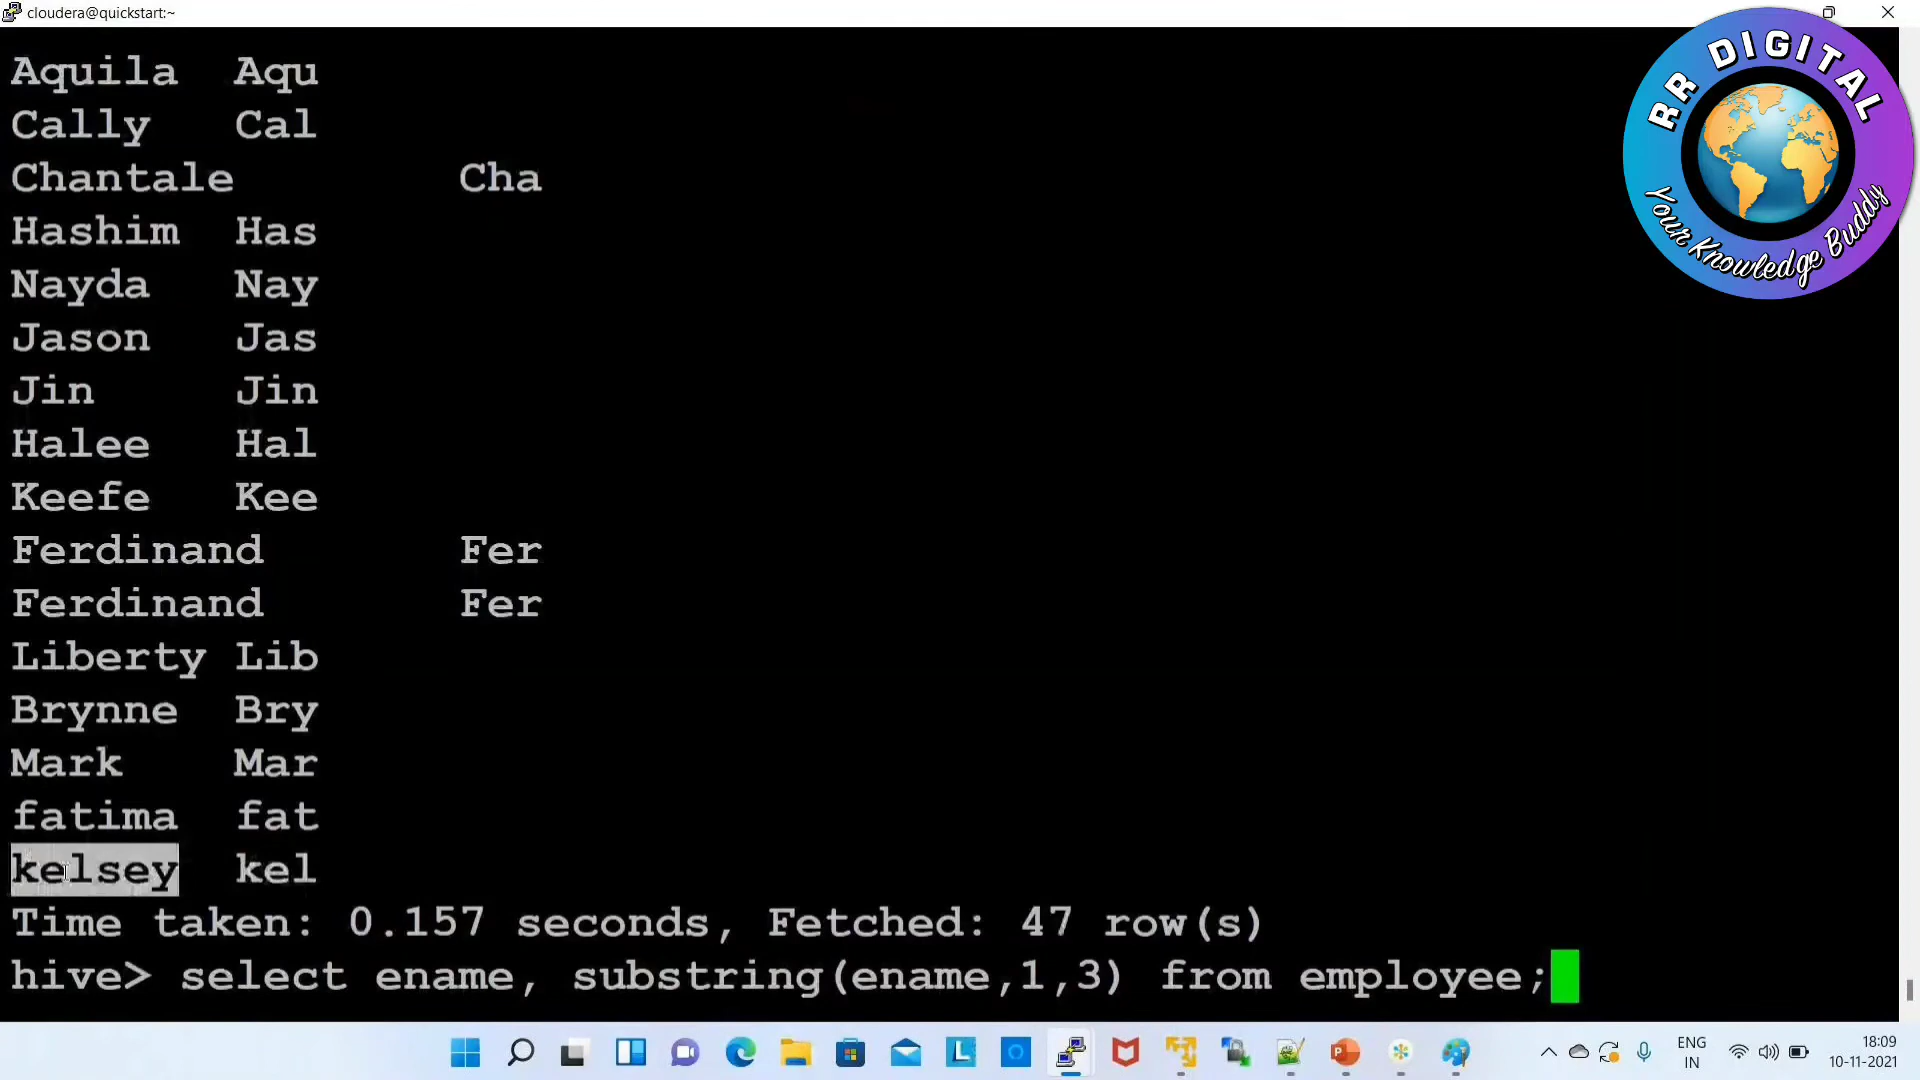 cloudera@quickstart:~
Aquila Aqu
Cally Cal
Chantale Cha
Hashim Has
Nayda Nay
Jason Jas
Jin Jin
Halee Hal
Keefe Kee
Ferdinand Fer
Ferdinand Fer
Liberty Lib
Brynne Bry
Mark Mar
fatima fat
kelsey kel
Time taken: 0.157 seconds, Fetched: 47 row(s)
hive> select ename, substring(ename,1,3) from employee;
RR DIGITAL
Your Knowledge Buddy
ENG
IN
18:09
10-11-2021